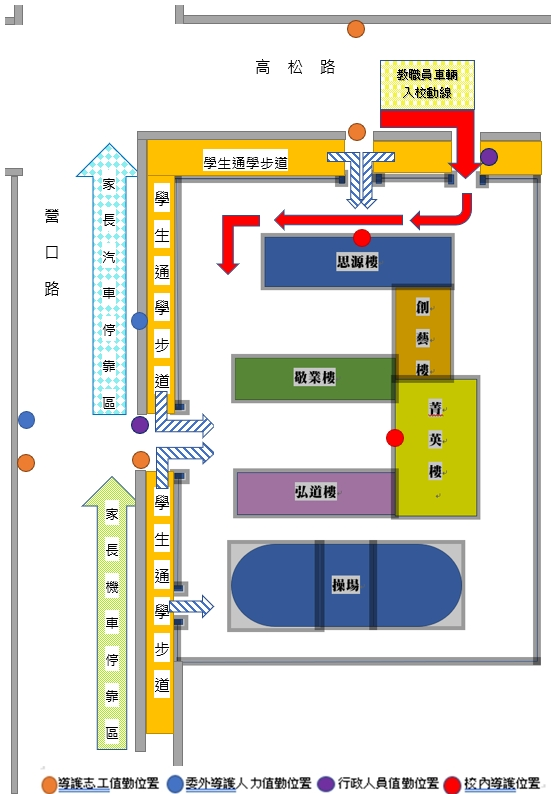 高松路
教職員車輛
入校動線
學生通學步道
營口路
家長汽車停靠區
學生通學步道
思源樓
創藝樓
敬業樓
菁英樓
弘道樓
家長機車停靠區
學生通學步道
操場
導護志工值勤位置
委外導護人力值勤位置
行政人員值勤位置
校內導護位置